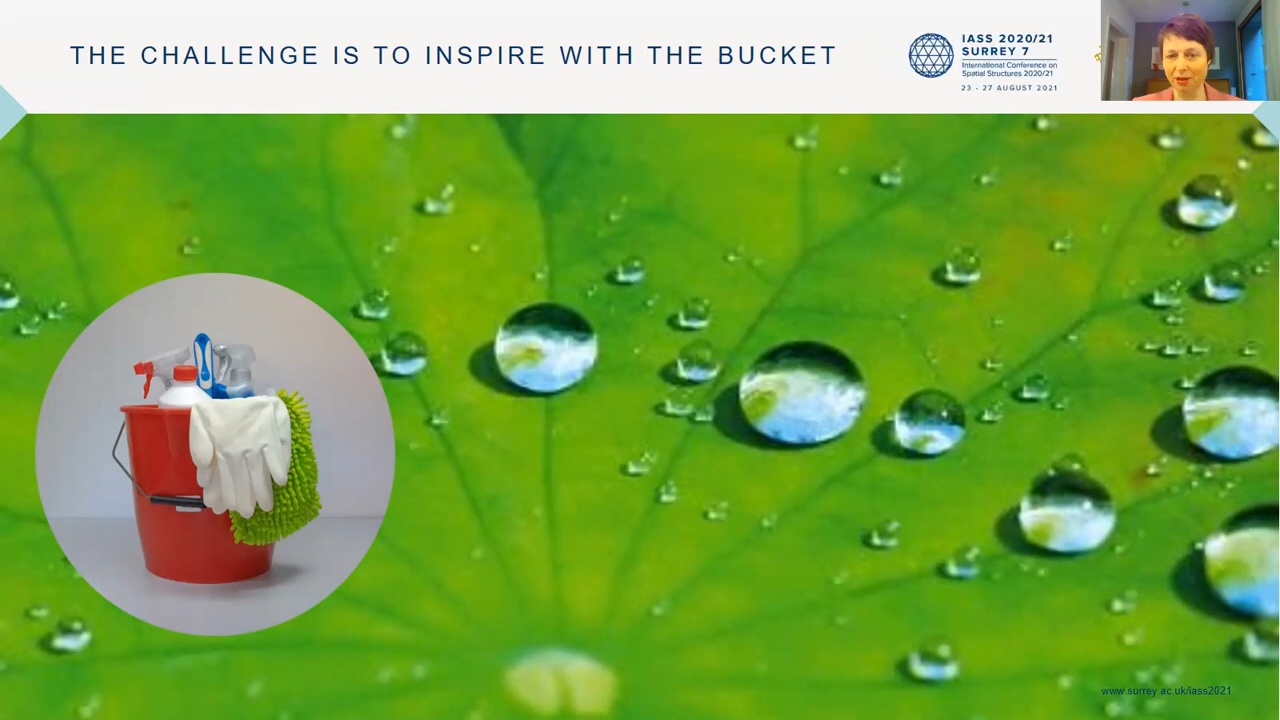 THE CHALLENGE IS TO INSPIRE WITH THE BUCKET
IASS 2020/21
SURREY 7
International Conference on
Spatial Structures 2020/21
23 - 27 AUGUST 2021
www.surrey.ac.uk/iass2021